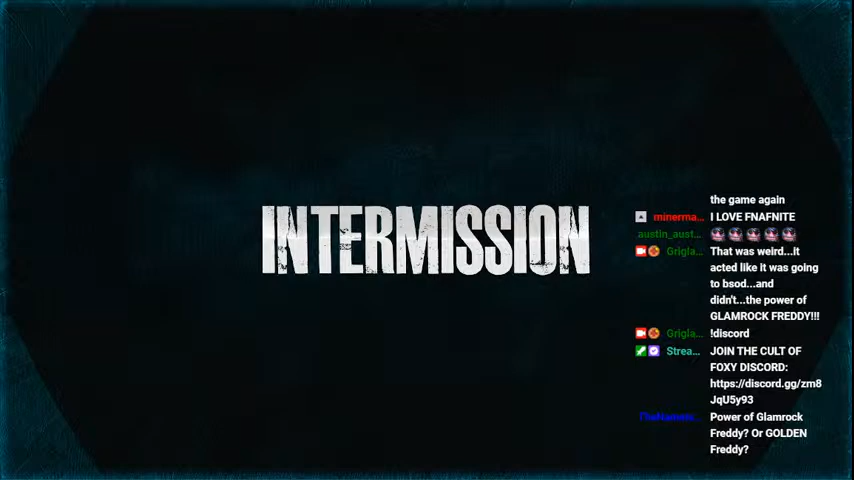 INTERMISSION
the game again
minerma... I LOVE FNAFNITE
austin_aust...
Grigla... That was weird...it
acted like it was going
to bsod...and
didn't...the power of
GLAMROCK FREDDY!!!
Grigla... !discord
Strea... JOIN THE CULT OF
FOXY DISCORD:
https://discord.gg/zm8
JqU5y93
Power of Glamrock
Freddy? Or GOLDEN
Freddy?